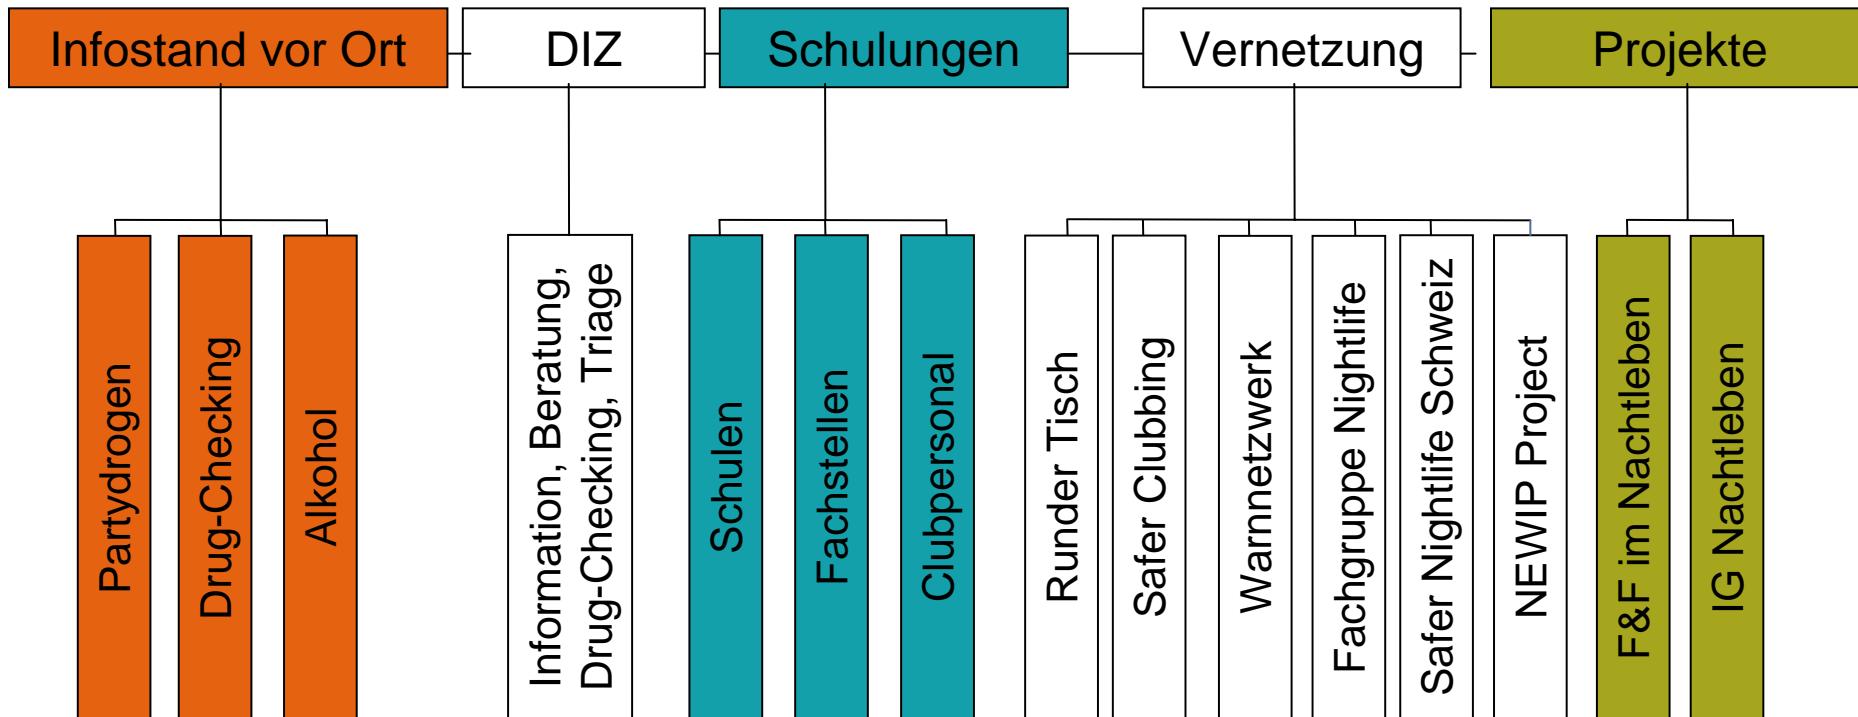 Infostand vor Ort
DIZ
Schulungen
Vernetzung
Projekte
Partydrogen
Drug-Checking
Alkohol
Information, Beratung,
Drug-Checking, Triage
Schulen
Fachstellen
Clubpersonal
Runder Tisch
Safer Clubbing
Warnnetzwerk
Fachgruppe Nightlife
Safer Nightlife Schweiz
NEWIP Project
F&F im Nachtleben
IG Nachtleben